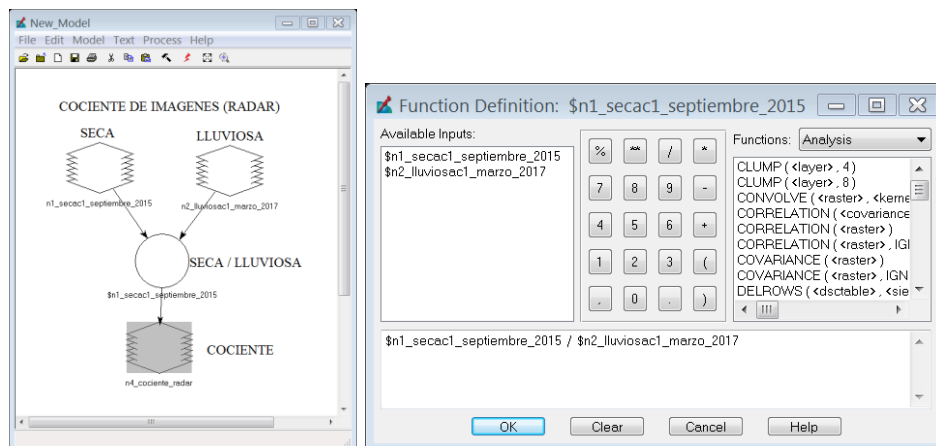 New_Model
File Edit Model Text Process Help
COCIENTE DE IMAGENES (RADAR)
SECA LLUVIOSA
n1_secac1_septiembre_2015 n2_lluviosac1_marzo_2017
SECA / LLUVIOSA
$n1_secac1_septiembre_2015
COCIENTE
n4_cociente_radar
Function Definition: $n1_secac1_septiembre_2015
Available Inputs:
$n1_secac1_septiembre_2015
$n2_lluviosac1_marzo_2017
% ** / *
7 8 9 -
4 5 6 +
1 2 3 (
, 0 . )
Functions: Analysis
CLUMP ( <layer> , 4 )
CLUMP ( <layer> , 8 )
CONVOLVE ( <raster> , <kerne
CORRELATION ( <covariance
CORRELATION ( <raster> )
CORRELATION ( <raster> , IGI
COVARIANCE ( <raster> )
COVARIANCE ( <raster> , IGN
DELROWS ( <dsctable> , <sie
$n1_secac1_septiembre_2015 / $n2_lluviosac1_marzo_2017
OK Clear Cancel Help